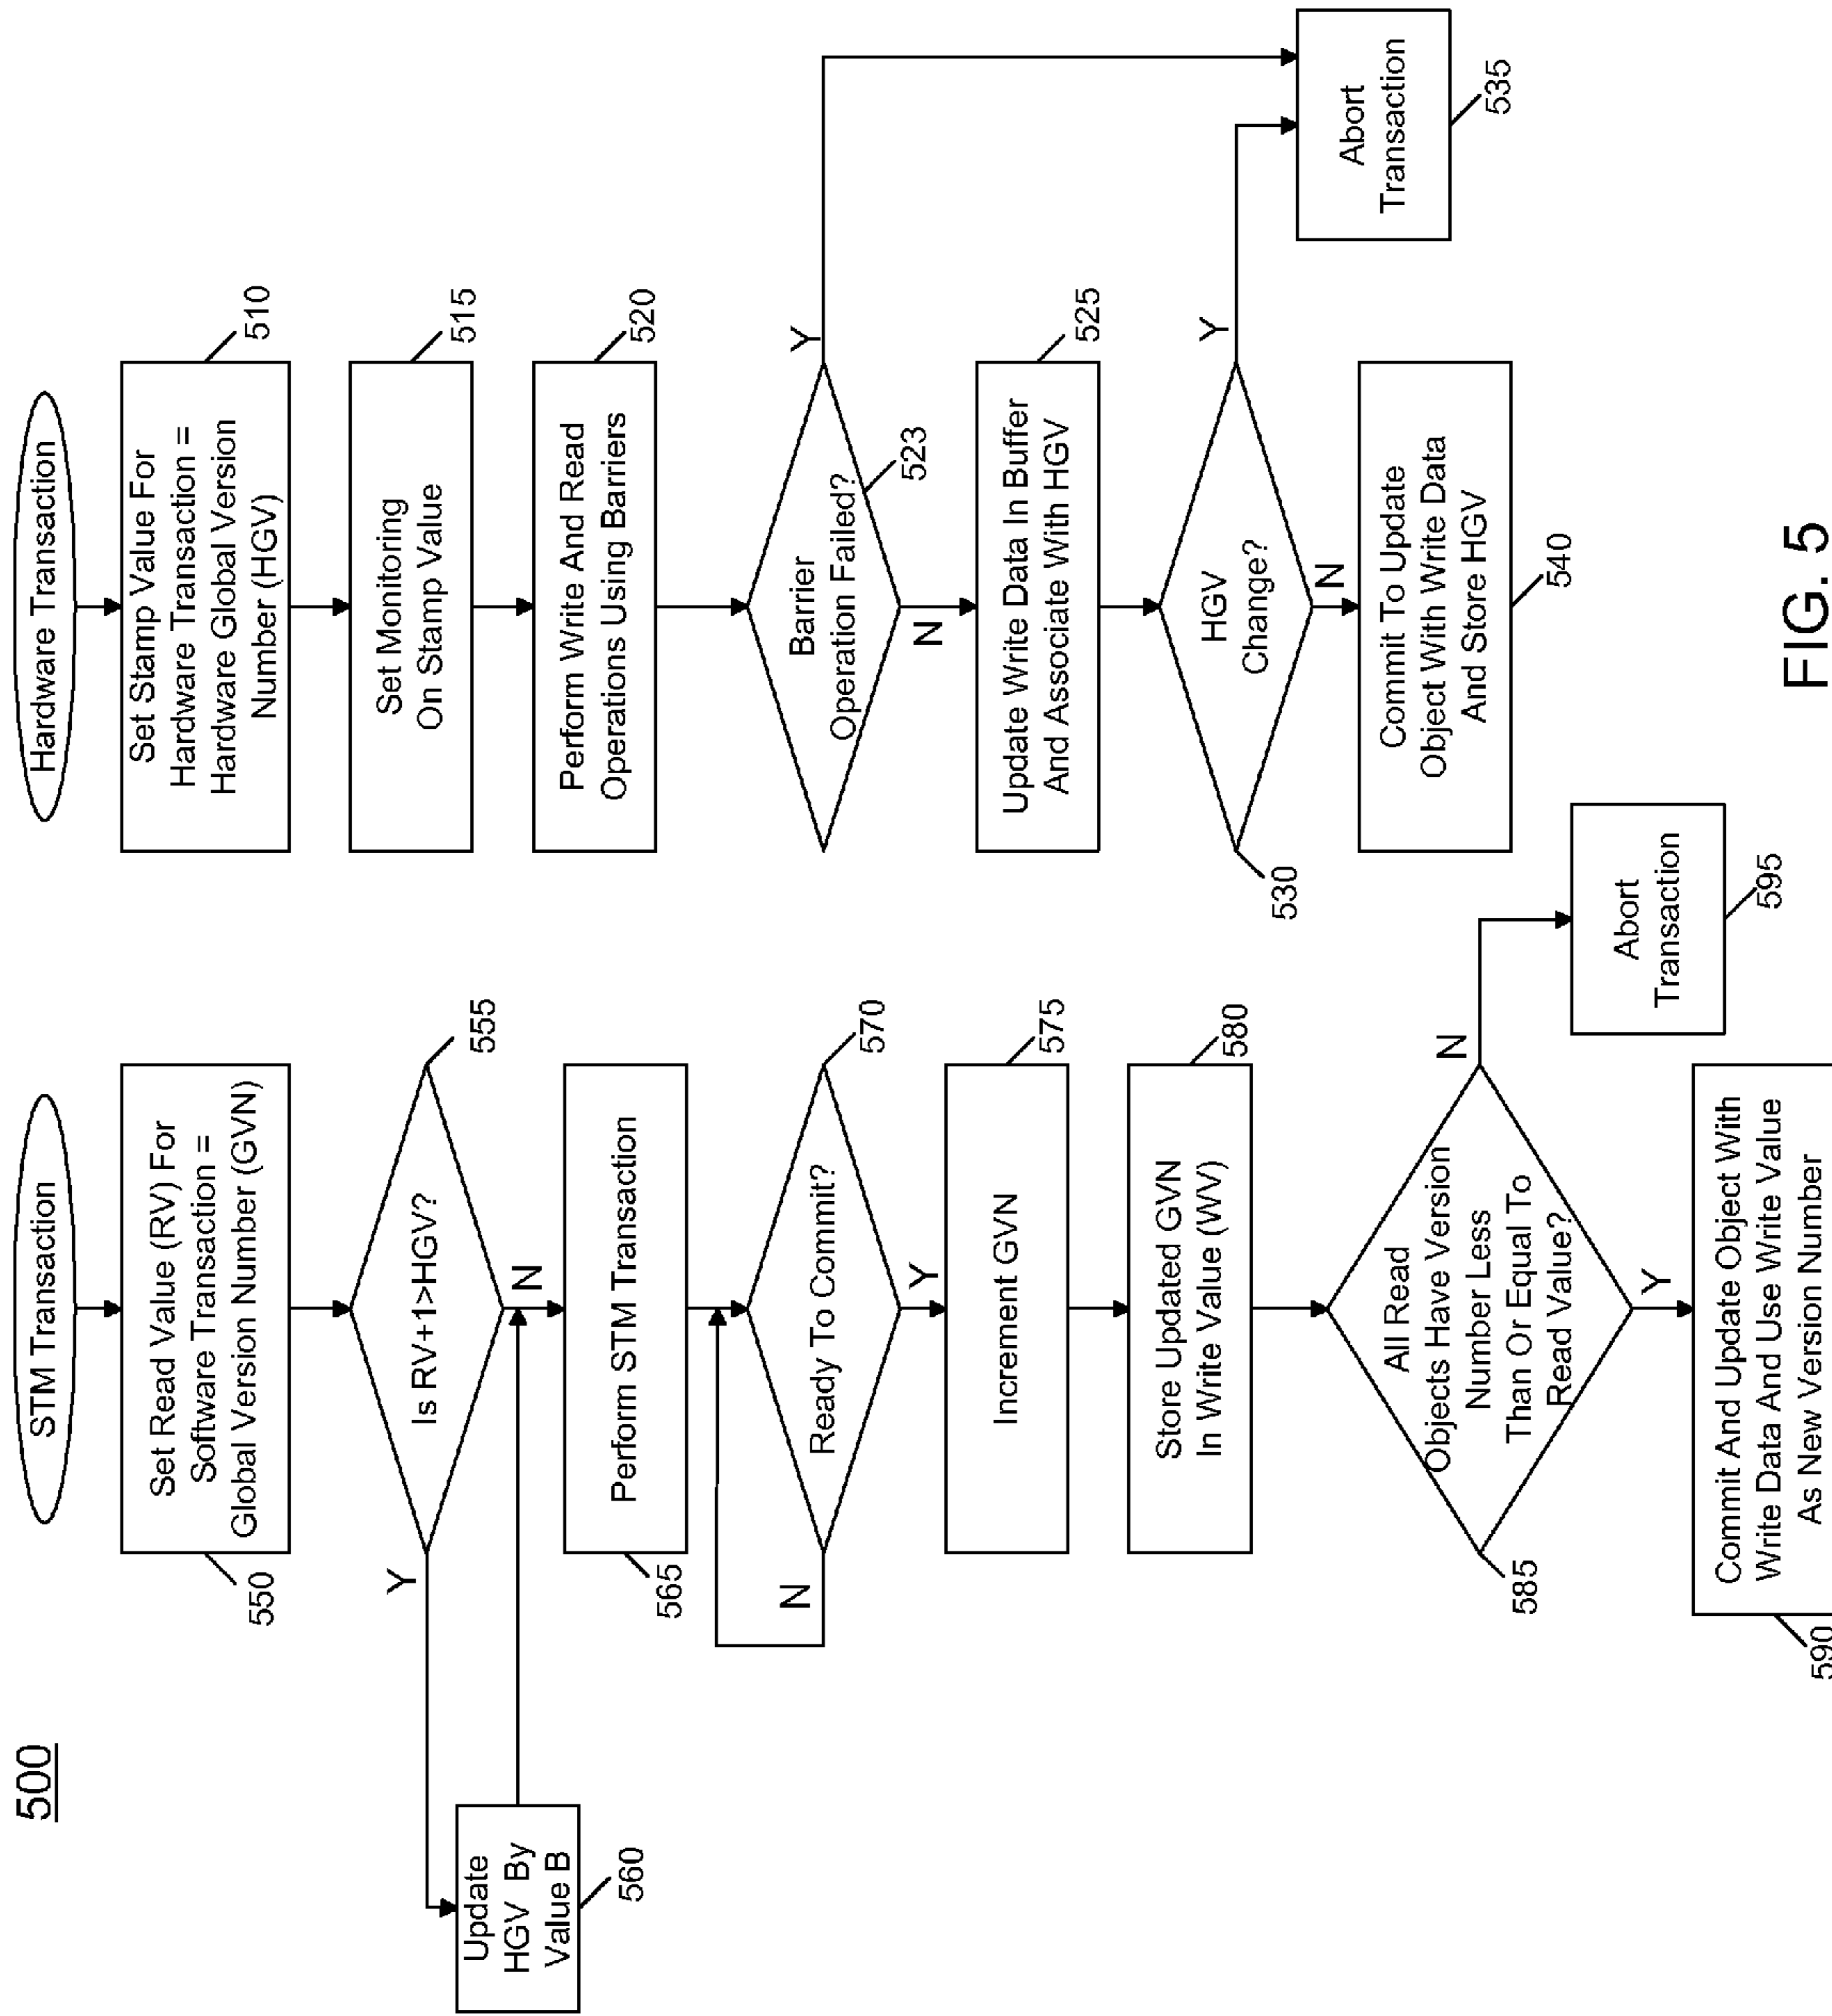 500
STM Transaction
Set Read Value (RV) For
Software Transaction =
Global Version Number (GVN)
550
Is RV+1>HGV?
555
Y
N
Update
HGV By
Value B
560
Perform STM Transaction
565
Ready To Commit?
570
N
Y
Increment GVN
575
Store Updated GVN
In Write Value (WV)
580
All Read
Objects Have Version
Number Less
Than Or Equal To
Read Value?
585
N
Y
Abort
Transaction
595
Commit And Update Object With
Write Data And Use Write Value
As New Version Number
590
Hardware Transaction
Set Stamp Value For
Hardware Transaction =
Hardware Global Version
Number (HGV)
510
Set Monitoring
On Stamp Value
515
Perform Write And Read
Operations Using Barriers
520
Barrier
Operation Failed?
523
Y
N
Update Write Data In Buffer
And Associate With HGV
525
HGV
Change?
530
Y
N
Abort
Transaction
535
Commit To Update
Object With Write Data
And Store HGV
540
FIG. 5